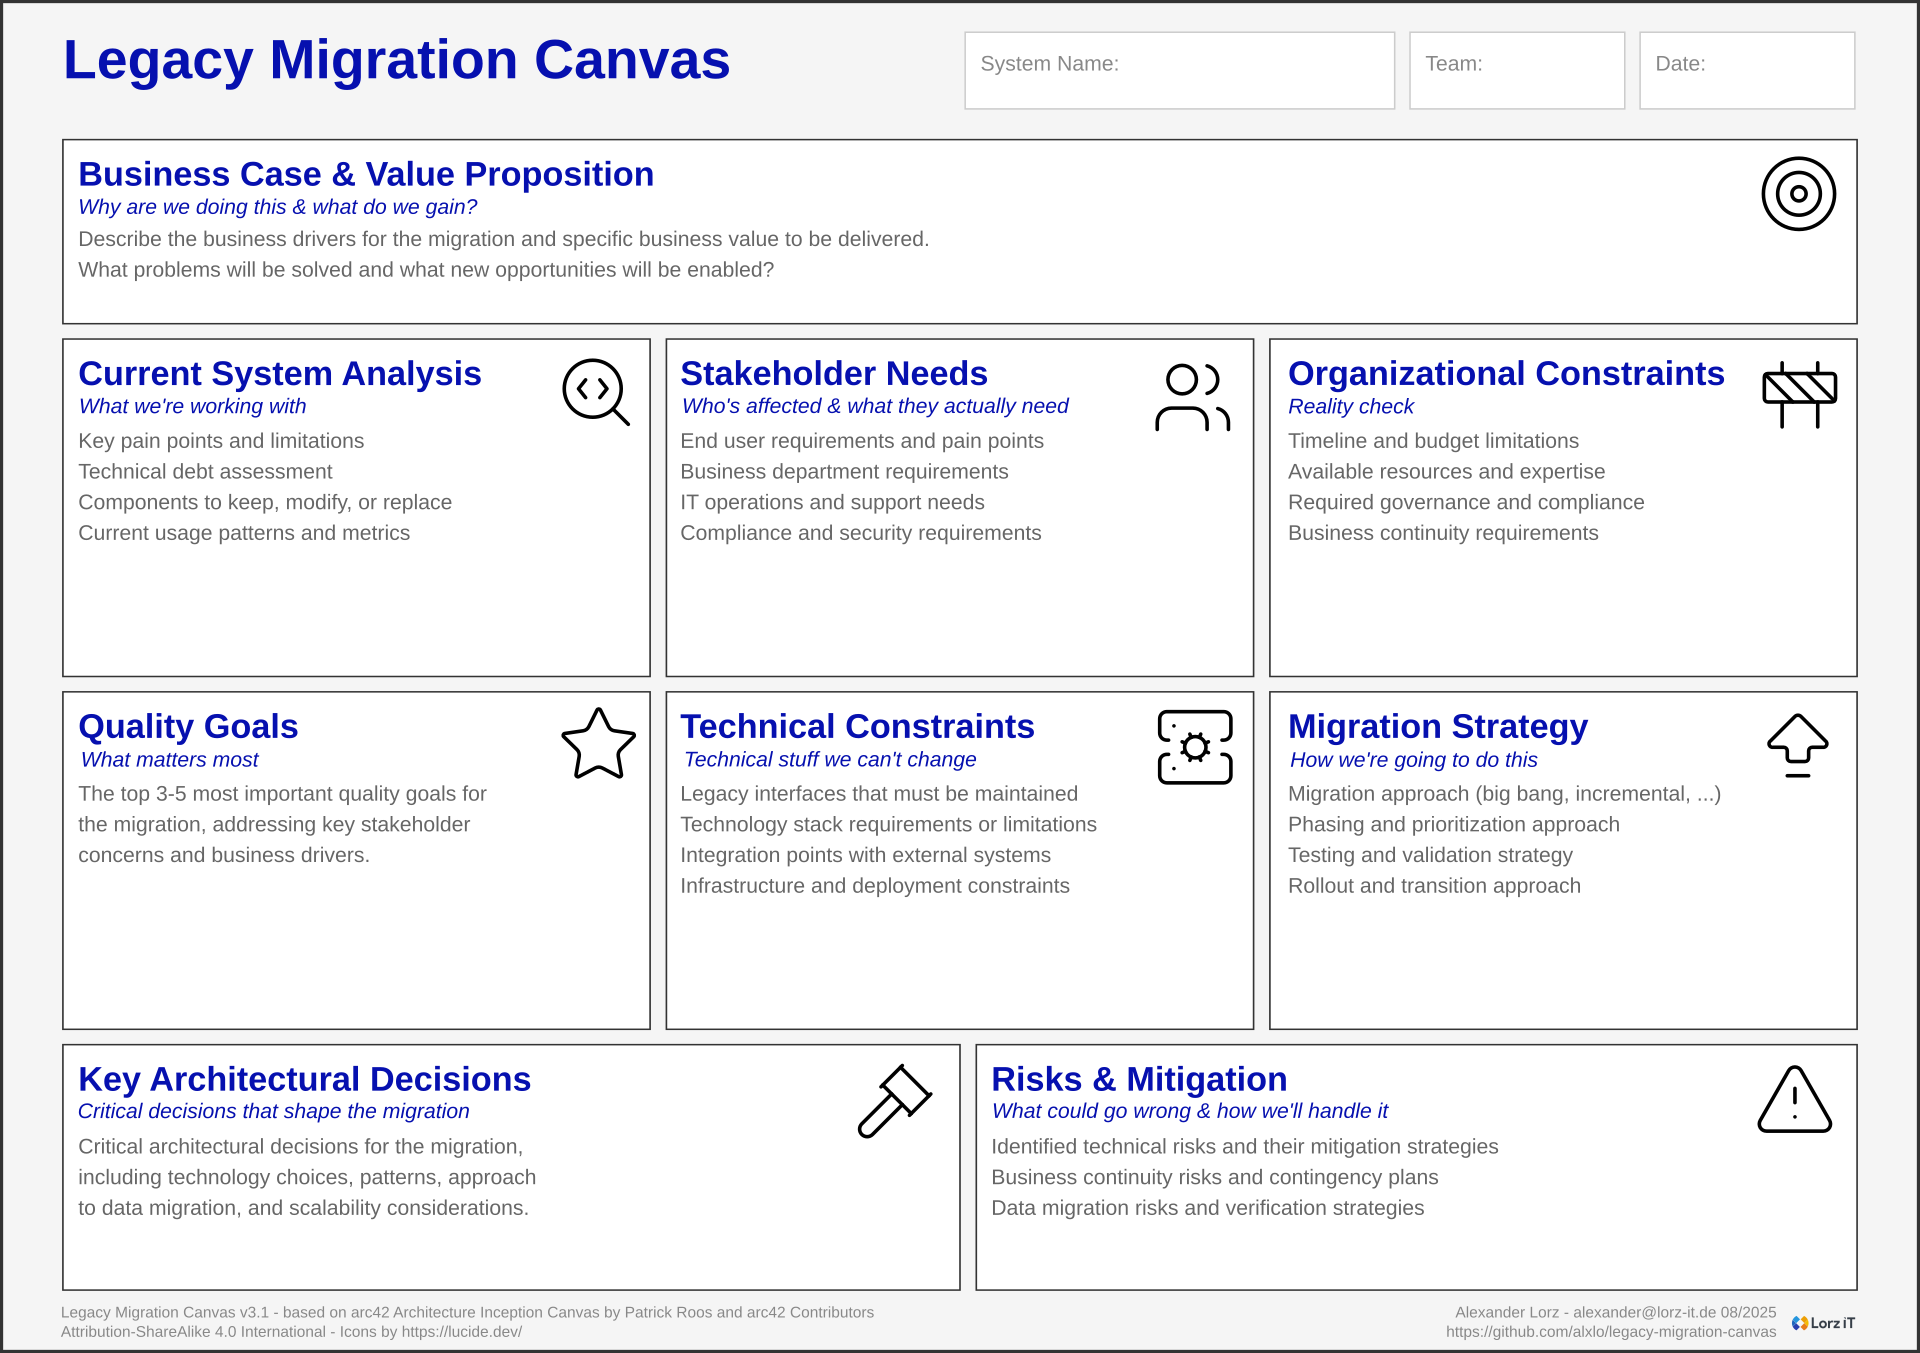 Legacy Migration Canvas
System Name:
Team:
Date:
Business Case & Value Proposition
Why are we doing this & what do we gain?
Describe the business drivers for the migration and specific business value to be delivered.
What problems will be solved and what new opportunities will be enabled?
Current System Analysis
What we're working with
Key pain points and limitations
Technical debt assessment
Components to keep, modify, or replace
Current usage patterns and metrics
Stakeholder Needs
Who's affected & what they actually need
End user requirements and pain points
Business department requirements
IT operations and support needs
Compliance and security requirements
Organizational Constraints
Reality check
Timeline and budget limitations
Available resources and expertise
Required governance and compliance
Business continuity requirements
Quality Goals
What matters most
The top 3-5 most important quality goals for
the migration, addressing key stakeholder
concerns and business drivers.
Technical Constraints
Technical stuff we can't change
Legacy interfaces that must be maintained
Technology stack requirements or limitations
Integration points with external systems
Infrastructure and deployment constraints
Migration Strategy
How we're going to do this
Migration approach (big bang, incremental, ...)
Phasing and prioritization approach
Testing and validation strategy
Rollout and transition approach
Key Architectural Decisions
Critical decisions that shape the migration
Critical architectural decisions for the migration,
including technology choices, patterns, approach
to data migration, and scalability considerations.
Risks & Mitigation
What could go wrong & how we'll handle it
Identified technical risks and their mitigation strategies
Business continuity risks and contingency plans
Data migration risks and verification strategies
Legacy Migration Canvas v3.1 - based on arc42 Architecture Inception Canvas by Patrick Roos and arc42 Contributors
Attribution-ShareAlike 4.0 International - Icons by https://lucide.dev/
Alexander Lorz - alexander@lorz-it.de 08/2025
https://github.com/alxlo/legacy-migration-canvas
Lorz iT